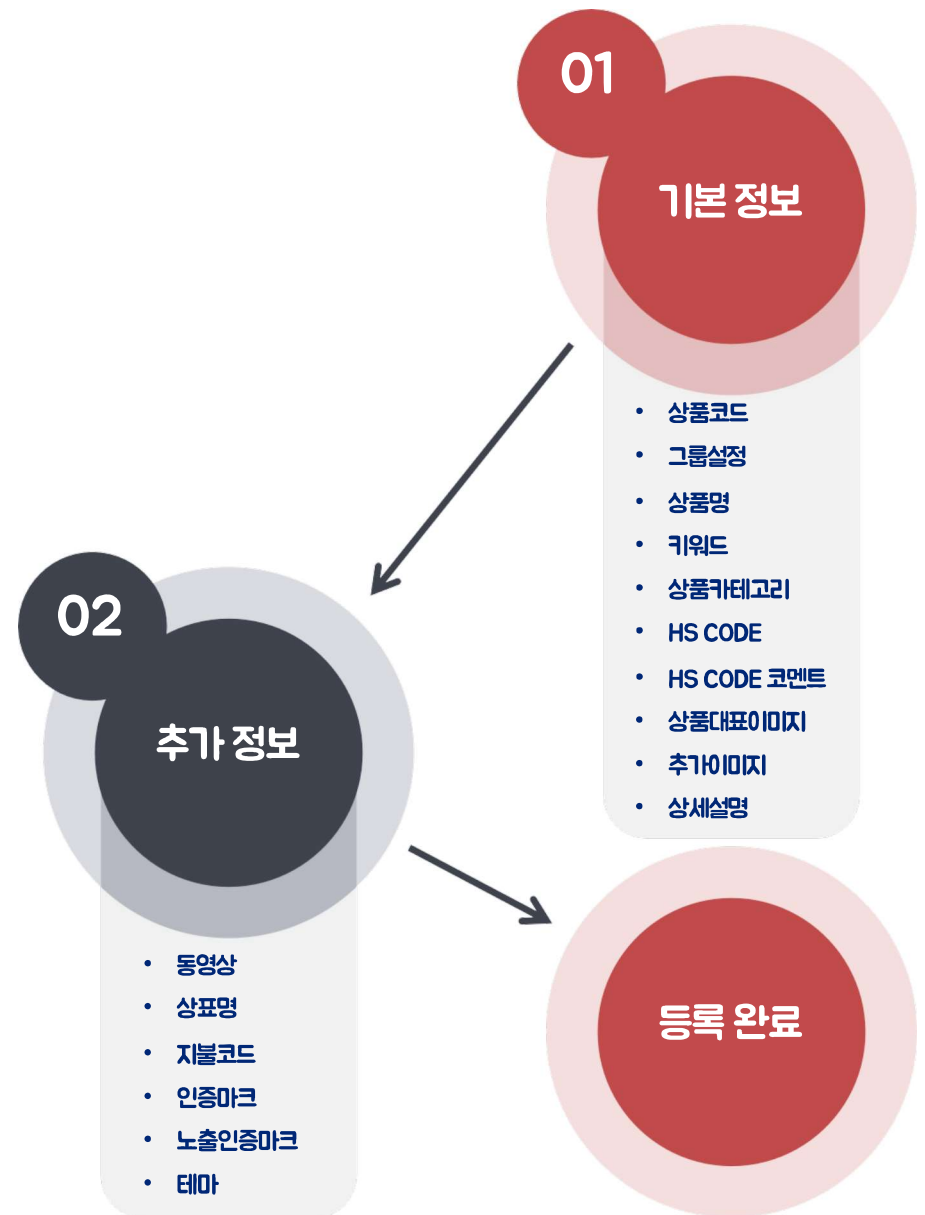 01
기본 정보
• 상품코드
• 그룹설정
• 상품명
• 키워드
• 상품카테고리
• HS CODE
• HS CODE 코멘트
• 상품대표이미지
• 추가이미지
• 상세설명
02
추가 정보
• 동영상
• 상표명
• 지불코드
• 인증마크
• 노출인증마크
• 테마
등록 완료